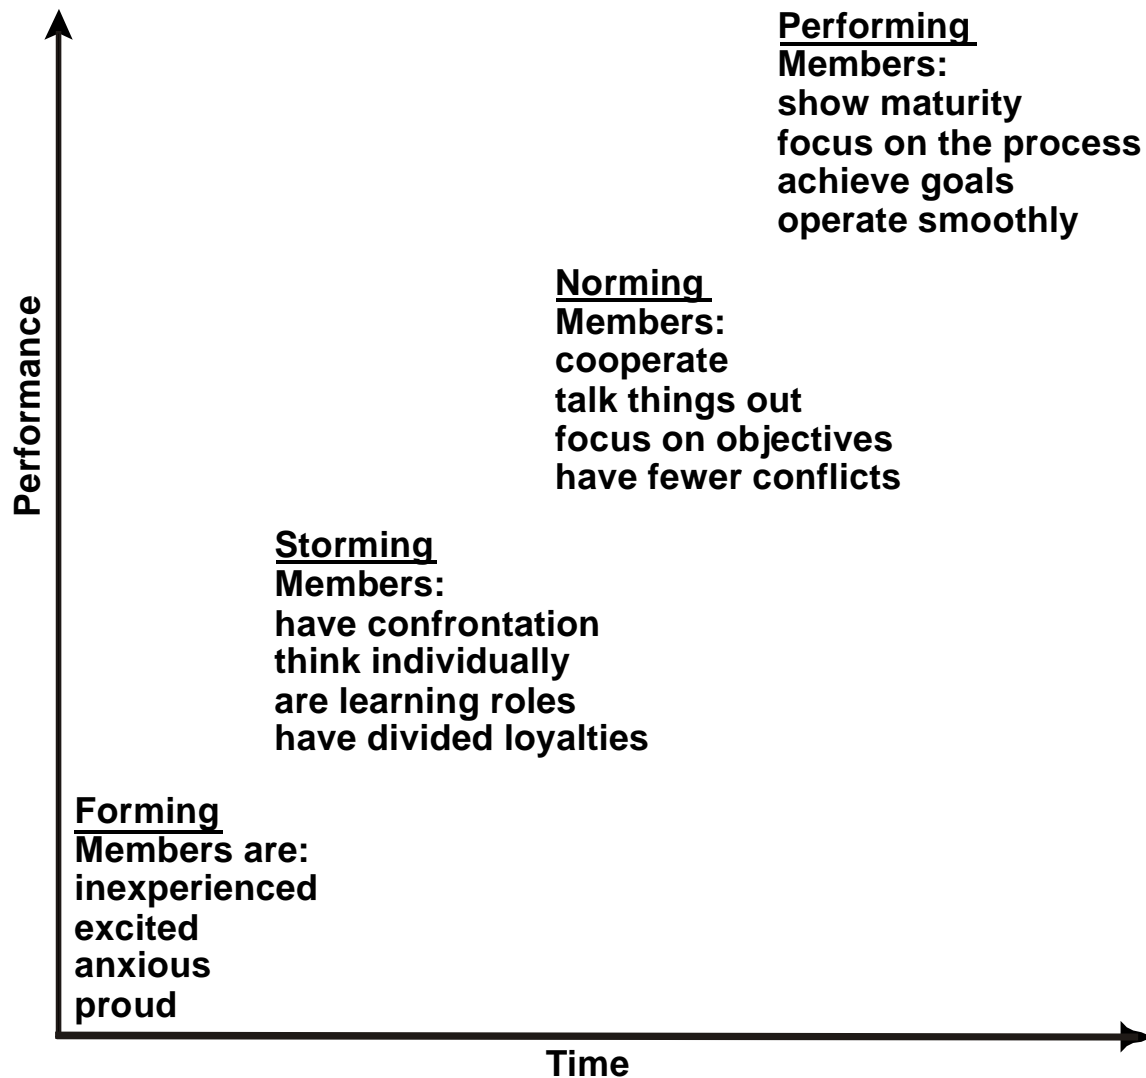 Performing
Members:
show maturity
focus on the process
achieve goals
operate smoothly
Norming
Members:
cooperate
talk things out
focus on objectives
have fewer conflicts
Storming
Members:
have confrontation
think individually
are learning roles
have divided loyalties
Forming
Members are:
inexperienced
excited
anxious
proud
Performance
Time